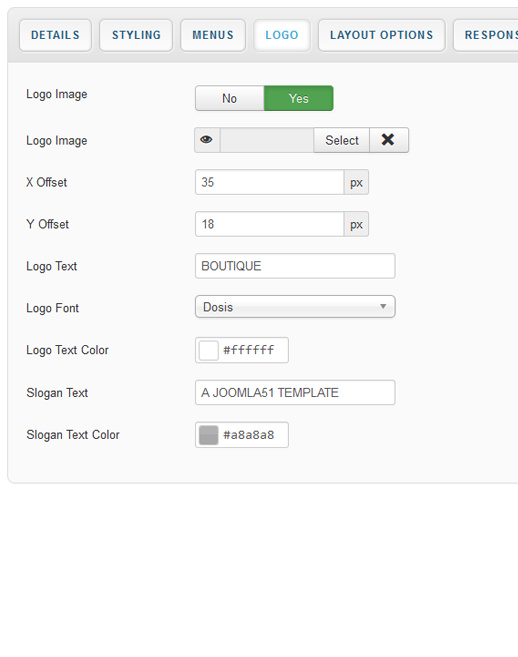 DETAILS STYLING MENUS LOGO LAYOUT OPTIONS RESPONS
Logo Image No Yes
Logo Image Select
X Offset 35 px
Y Offset 18 px
Logo Text BOUTIQUE
Logo Font Dosis
Logo Text Color #ffffff
Slogan Text A JOOMLA51 TEMPLATE
Slogan Text Color #a8a8a8